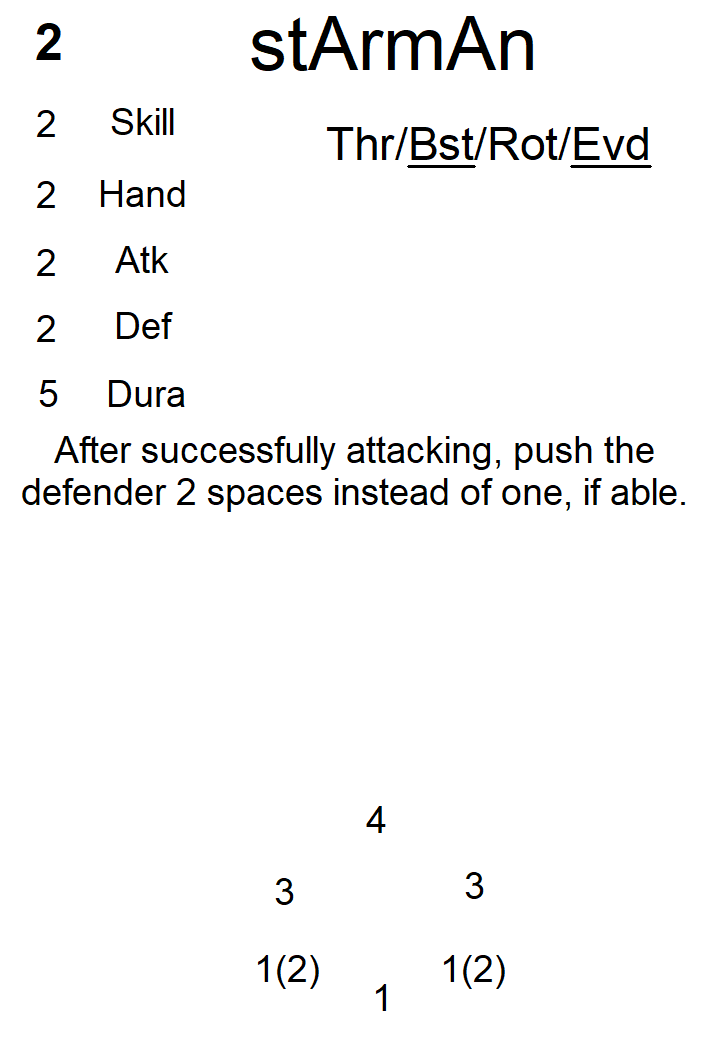 2 stArmAn
2 Skill
Thr/Bst/Rot/Evd
2 Hand
2 Atk
2 Def
5 Dura
After successfully attacking, push the
defender 2 spaces instead of one, if able.
4
3 3
1(2) 1(2)
1